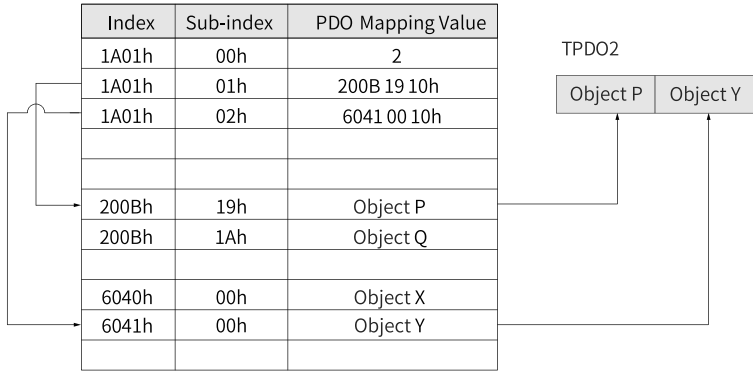 Index Sub-index PDO Mapping Value
1A01h 00h 2
1A01h 01h 200B 19 10h
1A01h 02h 6041 00 10h
200Bh 19h Object P
200Bh 1Ah Object Q
6040h 00h Object X
6041h 00h Object Y
TPDO2
Object P Object Y